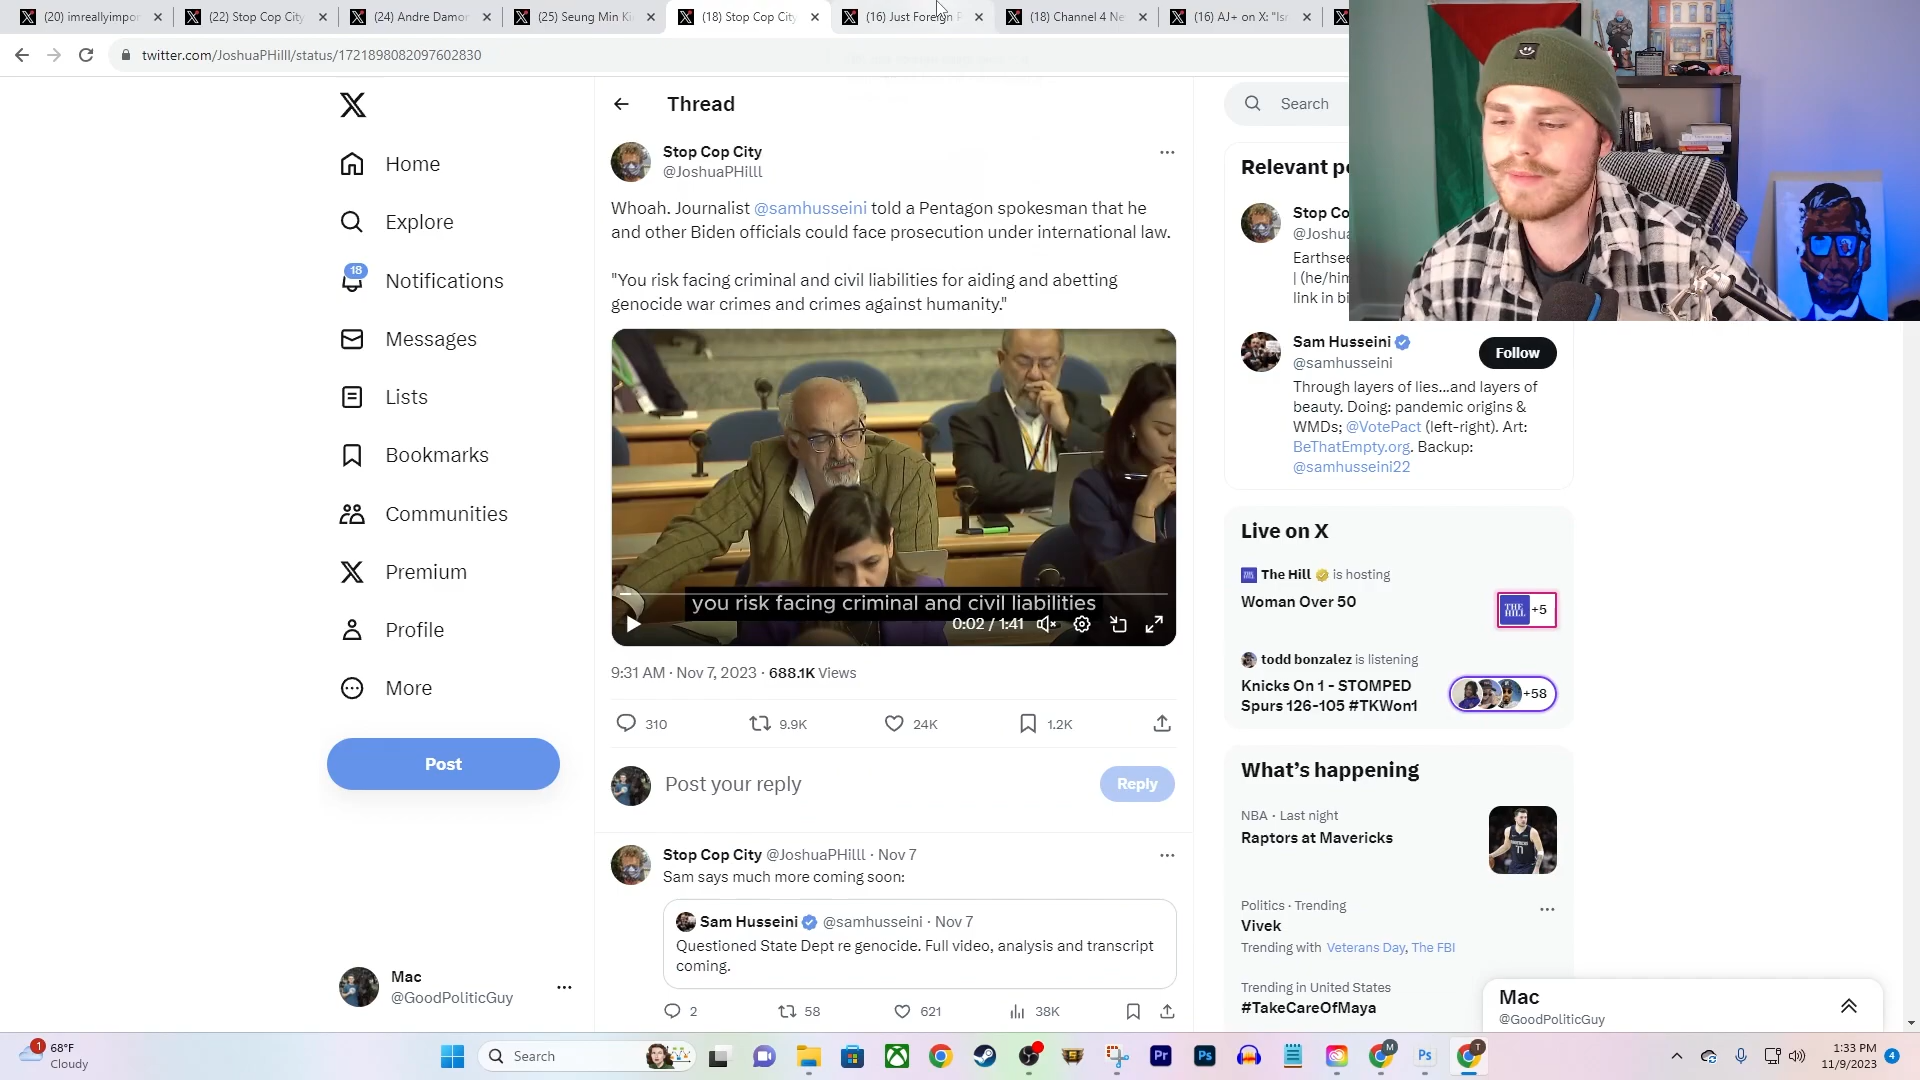 (20) imreallyimpor
(22) Stop Cop City
(24) Andre Damor
(25) Seung Min Ki
(18) Stop Cop City
(16) Just Foreign P
(18) Channel 4 Ne
(16) AJ+ on X: "Isr
twitter.com/JoshuaPHilll/status/1721898082097602830
Home
Explore
18
Notifications
Messages
Lists
Bookmarks
Communities
Premium
Profile
More
Post
Mac
@GoodPoliticGuy
Thread
Stop Cop City
@JoshuaPHilll
Whoah. Journalist @samhusseini told a Pentagon spokesman that he
and other Biden officials could face prosecution under international law.
"You risk facing criminal and civil liabilities for aiding and abetting
genocide war crimes and crimes against humanity."
you risk facing criminal and civil liabilities
0:02 / 1:41
9:31 AM · Nov 7, 2023 · 688.1K Views
310 9.9K 24K 1.2K
Post your reply
Reply
Stop Cop City @JoshuaPHilll · Nov 7
Sam says much more coming soon:
Sam Husseini @samhusseini · Nov 7
Questioned State Dept re genocide. Full video, analysis and transcript
coming.
2 58 621 38K
Search
Relevant pe
Stop Co
@Joshua
Earthsee
| (he/him
link in bi
Sam Husseini
@samhusseini
Follow
Through layers of lies...and layers of
beauty. Doing: pandemic origins &
WMDs; @VotePact (left-right). Art:
BeThatEmpty.org. Backup:
@samhusseini22
Live on X
The Hill is hosting
Woman Over 50
THE
HILL
+5
todd bonzalez is listening
Knicks On 1 - STOMPED
Spurs 126-105 #TKWon1
+58
What's happening
NBA · Last night
Raptors at Mavericks
Politics · Trending
Vivek
Trending with Veterans Day, The FBI
Trending in United States
#TakeCareOfMaya
Mac
@GoodPoliticGuy
1
68°F
Cloudy
Search
Pr
Ps
M
Ps
T
1:33 PM
11/9/2023
4